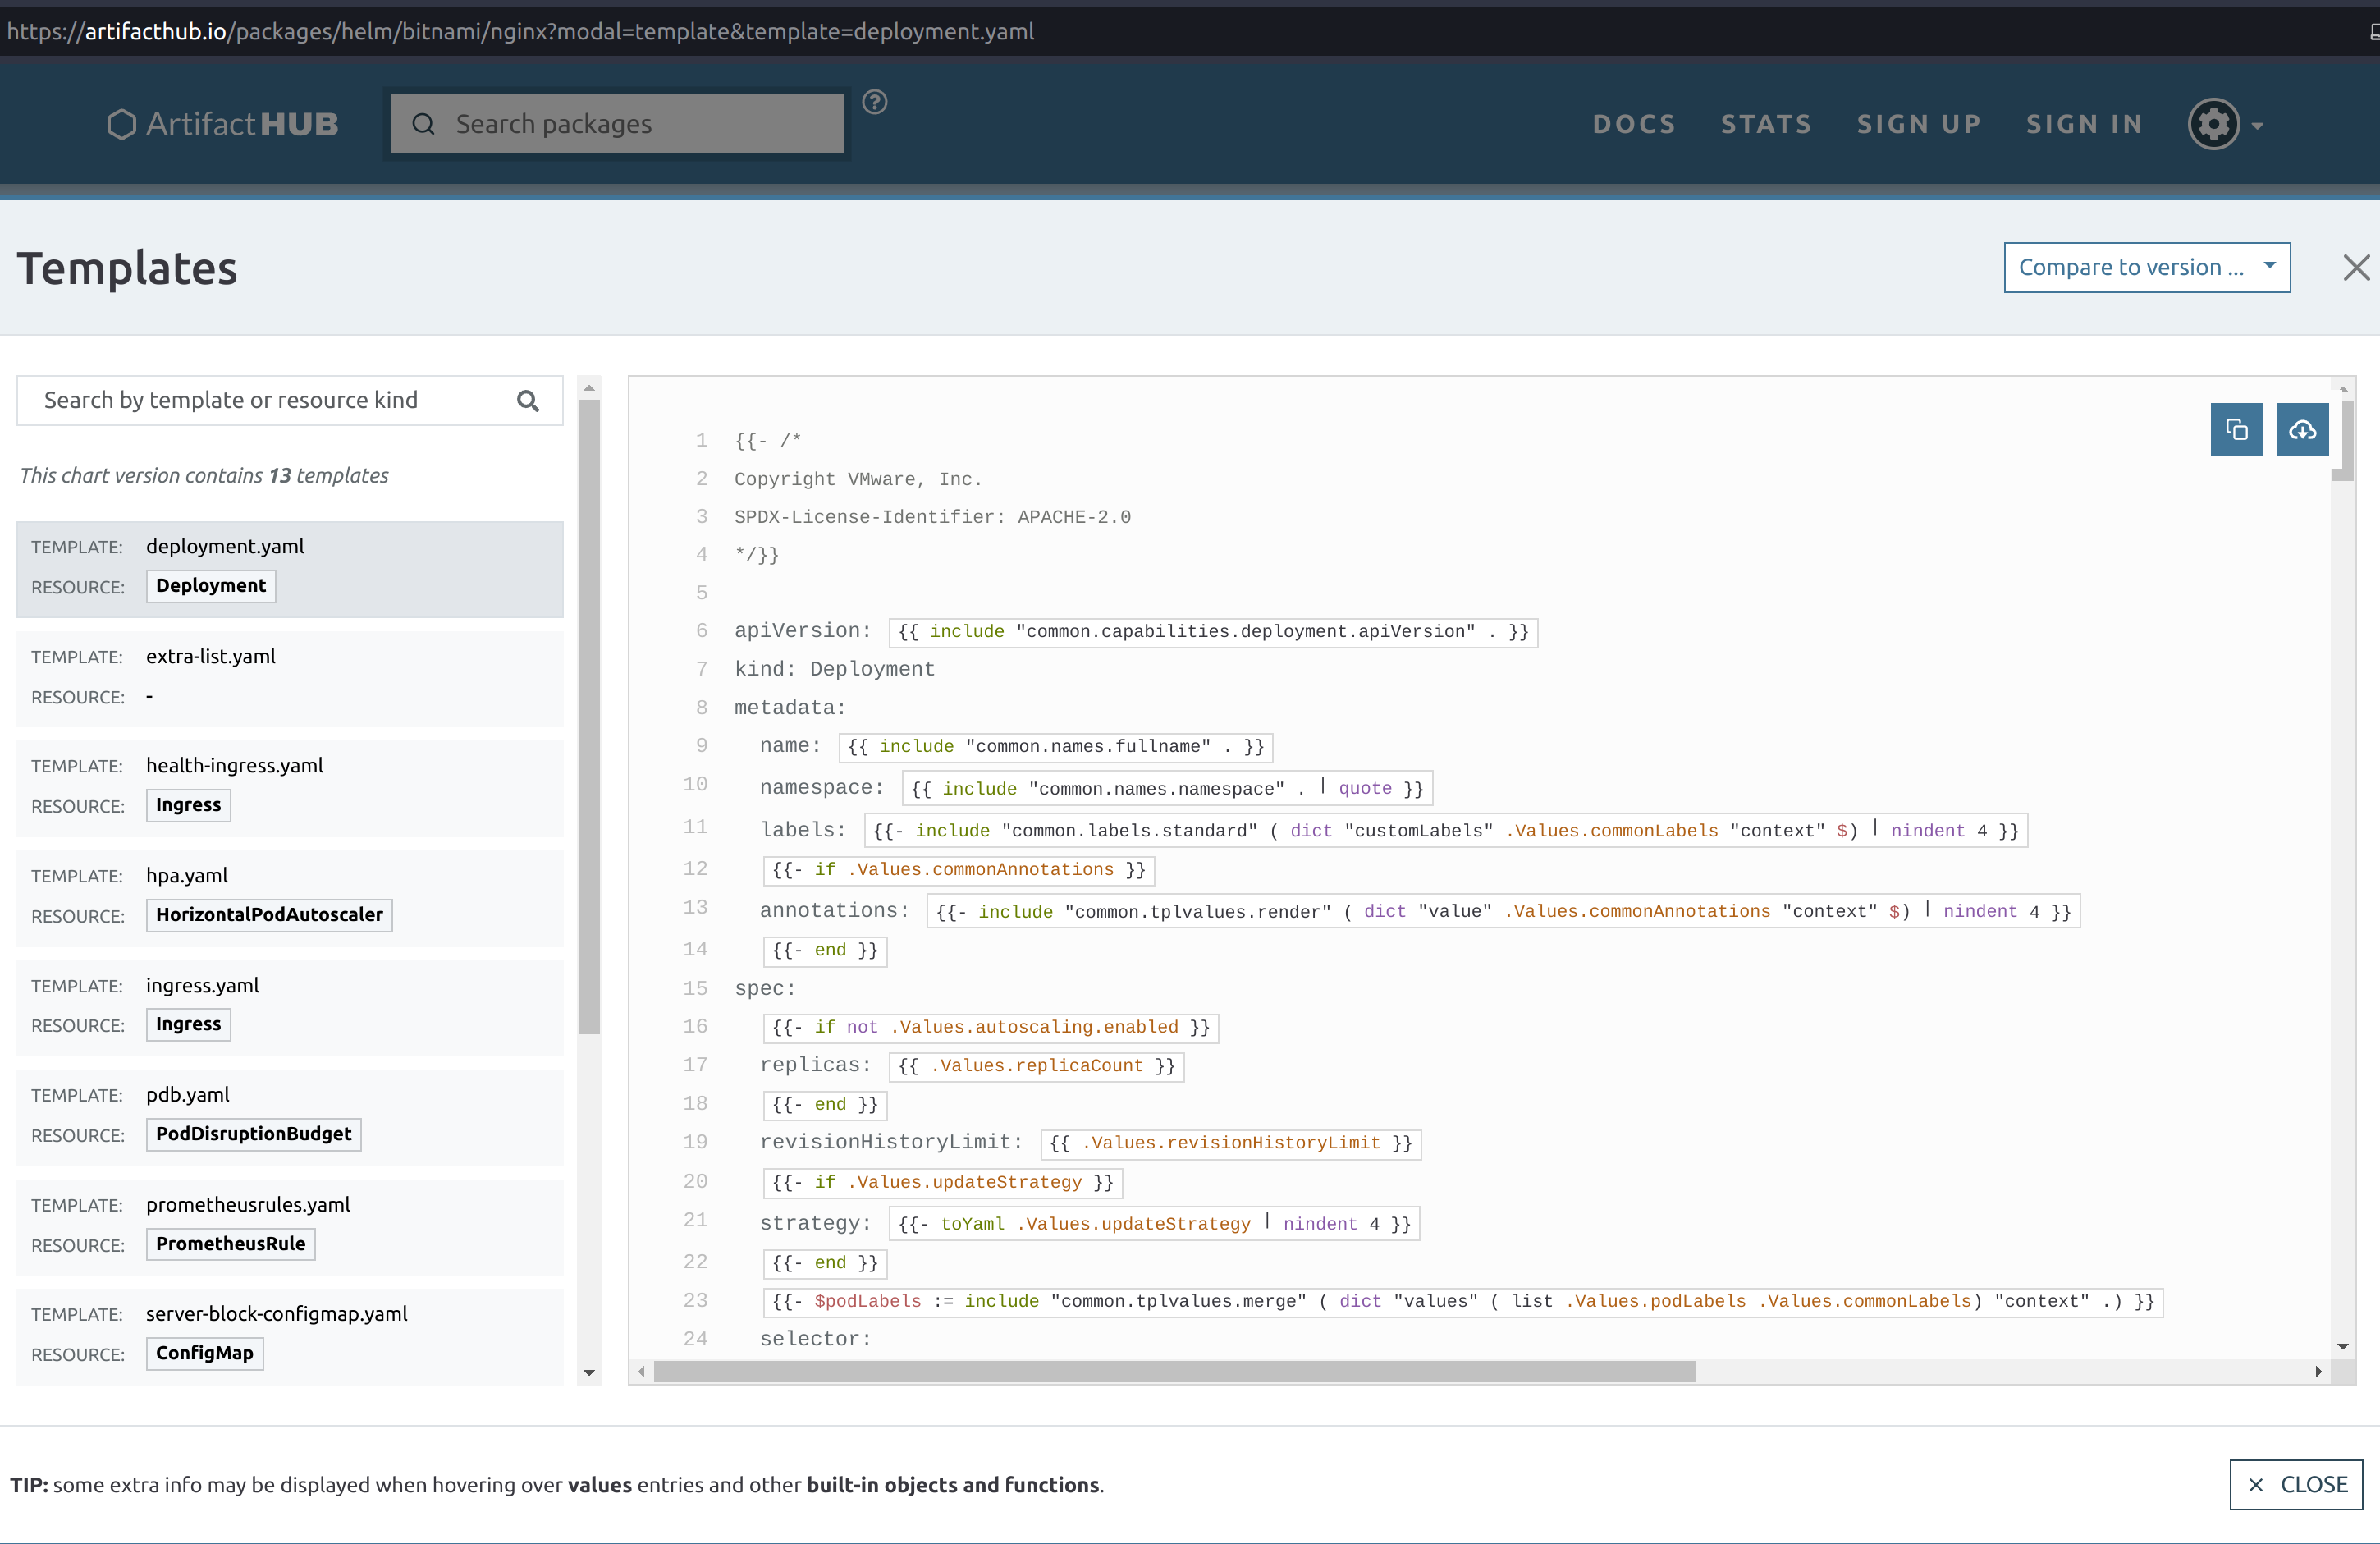 https://artifacthub.io/packages/helm/bitnami/nginx?modal=template&template=deployment.yaml
Artifact HUB
Search packages
?
DOCS
STATS
SIGN UP
SIGN IN
Templates
Compare to version ...
Search by template or resource kind
This chart version contains 13 templates
TEMPLATE: deployment.yaml
RESOURCE: Deployment
TEMPLATE: extra-list.yaml
RESOURCE: -
TEMPLATE: health-ingress.yaml
RESOURCE: Ingress
TEMPLATE: hpa.yaml
RESOURCE: HorizontalPodAutoscaler
TEMPLATE: ingress.yaml
RESOURCE: Ingress
TEMPLATE: pdb.yaml
RESOURCE: PodDisruptionBudget
TEMPLATE: prometheusrules.yaml
RESOURCE: PrometheusRule
TEMPLATE: server-block-configmap.yaml
RESOURCE: ConfigMap
1 {{- /*
2 Copyright VMware, Inc.
3 SPDX-License-Identifier: APACHE-2.0
4 */}}
5
6 apiVersion: {{ include "common.capabilities.deployment.apiVersion" . }}
7 kind: Deployment
8 metadata:
9 name: {{ include "common.names.fullname" . }}
10 namespace: {{ include "common.names.namespace" . | quote }}
11 labels: {{- include "common.labels.standard" ( dict "customLabels" .Values.commonLabels "context" $) | nindent 4 }}
12 {{- if .Values.commonAnnotations }}
13 annotations: {{- include "common.tplvalues.render" ( dict "value" .Values.commonAnnotations "context" $) | nindent 4 }}
14 {{- end }}
15 spec:
16 {{- if not .Values.autoscaling.enabled }}
17 replicas: {{ .Values.replicaCount }}
18 {{- end }}
19 revisionHistoryLimit: {{ .Values.revisionHistoryLimit }}
20 {{- if .Values.updateStrategy }}
21 strategy: {{- toYaml .Values.updateStrategy | nindent 4 }}
22 {{- end }}
23 {{- $podLabels := include "common.tplvalues.merge" ( dict "values" ( list .Values.podLabels .Values.commonLabels) "context" .) }}
24 selector:
TIP: some extra info may be displayed when hovering over values entries and other built-in objects and functions.
CLOSE